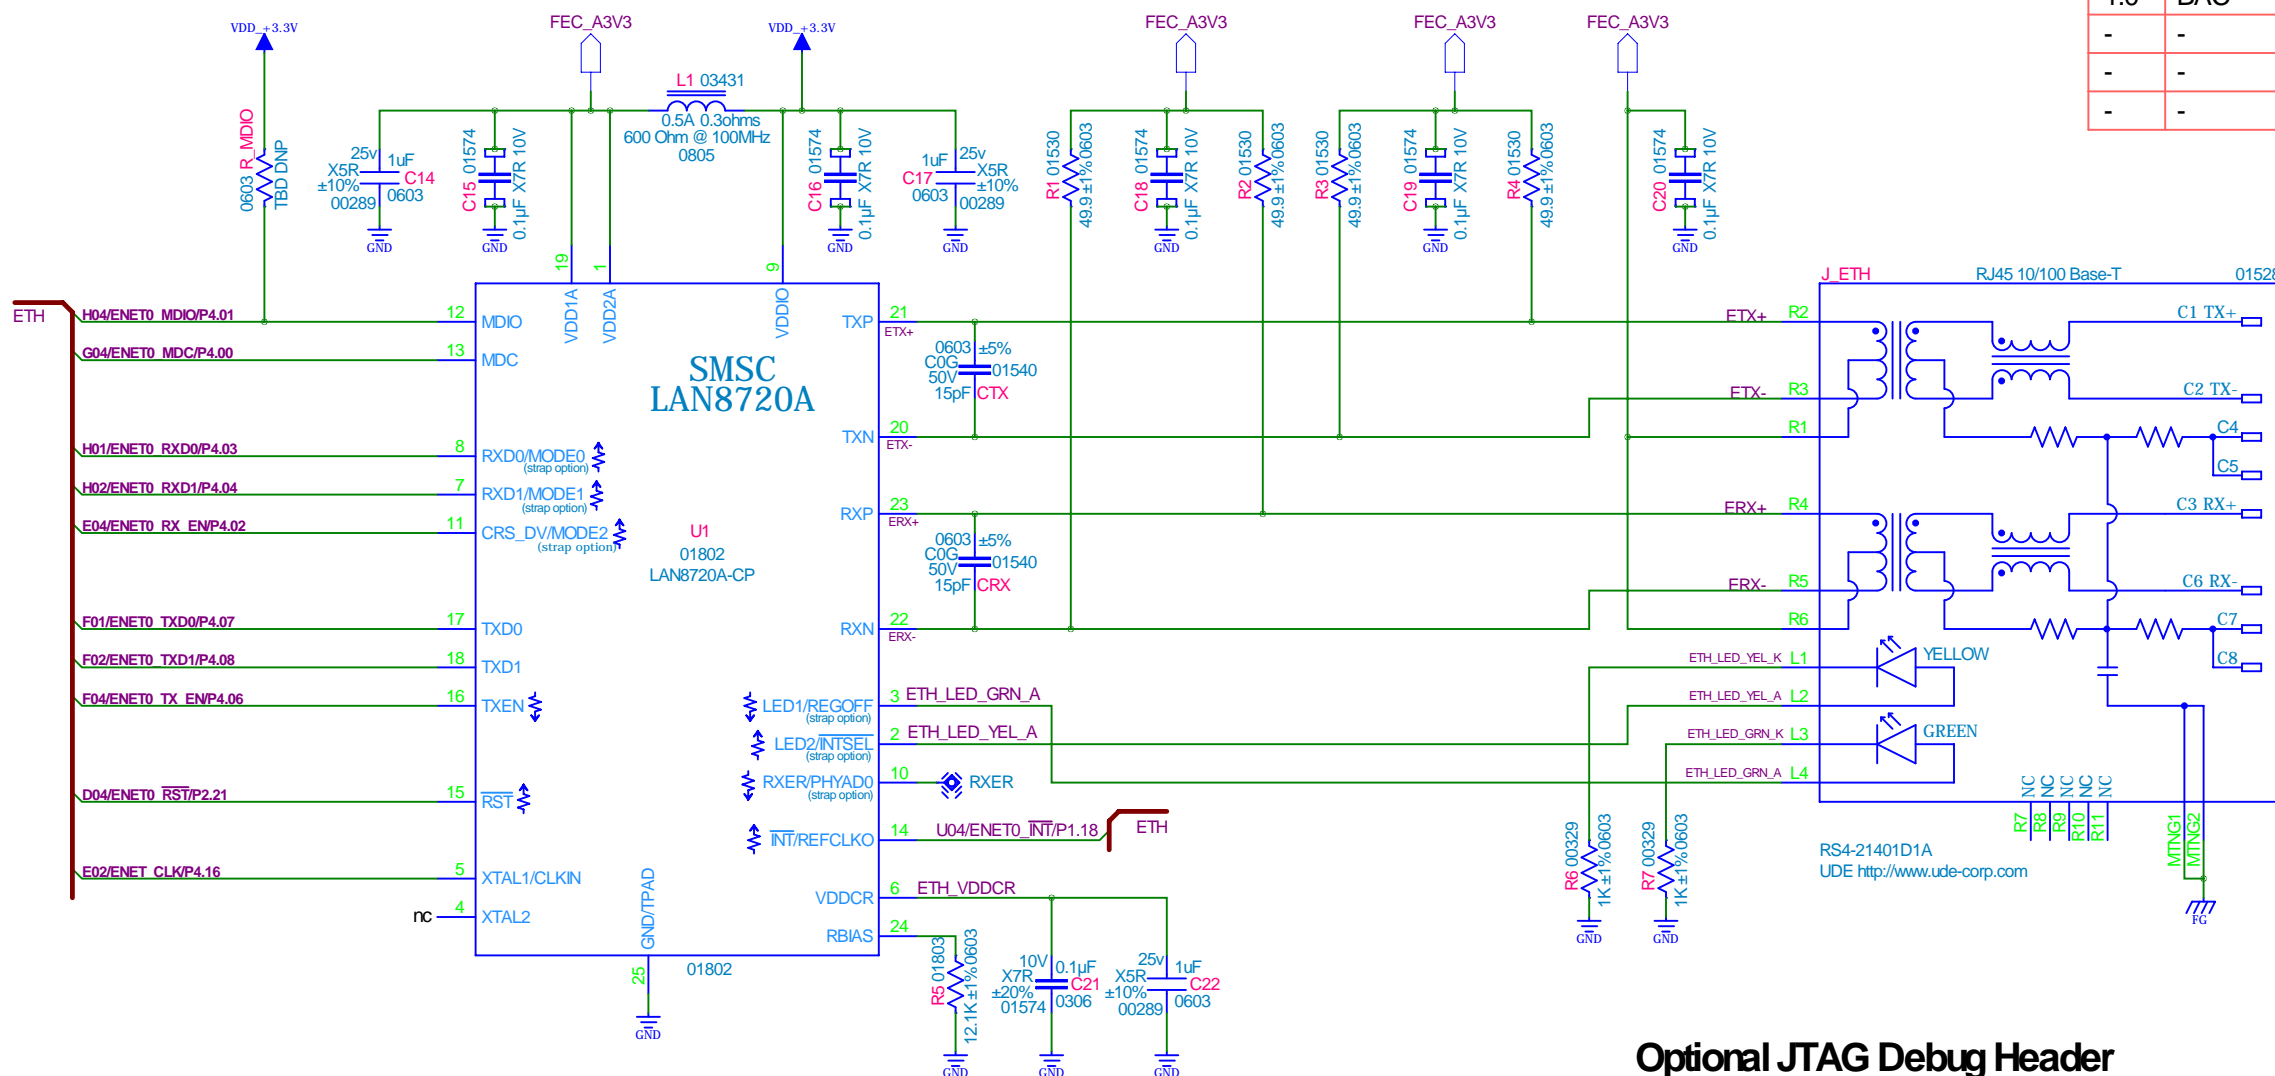 1.0 BAG
- -
- -
- -
VDD_+3.3V
FEC_A3V3
VDD_+3.3V
FEC_A3V3
FEC_A3V3
FEC_A3V3
0603 R_MDIO
TBD DNP
25v
X5R
±10%
00289
1uF
C14
0603
GND
C15 01574
0.1µF X7R 10V
GND
L1 03431
0.5A 0.3ohms
600 Ohm @ 100MHz
0805
C16 01574
0.1µF X7R 10V
GND
1uF
C17
0603
25v
X5R
±10%
00289
GND
R1 01530
49.9 ±1% 0603
C18 01574
0.1µF X7R 10V
GND
R2 01530
49.9 ±1% 0603
R3 01530
49.9 ±1% 0603
C19 01574
0.1µF X7R 10V
GND
R4 01530
49.9 ±1% 0603
C20 01574
0.1µF X7R 10V
GND
ETH
H04/ENET0_MDIO/P4.01
G04/ENET0_MDC/P4.00
H01/ENET0_RXD0/P4.03
H02/ENET0_RXD1/P4.04
E04/ENET0_RX_EN/P4.02
F01/ENET0_TXD0/P4.07
F02/ENET0_TXD1/P4.08
F04/ENET0_TX_EN/P4.06
D04/ENET0_RST/P2.21
E02/ENET_CLK/P4.16
nc
12 MDIO
13 MDC
8 RXD0/MODE0
(strap option)
7 RXD1/MODE1
(strap option)
11 CRS_DV/MODE2
(strap option)
17 TXD0
18 TXD1
16 TXEN
15 RST
5 XTAL1/CLKIN
4 XTAL2
19 VDD1A
1 VDD2A
9 VDDIO
SMSC
LAN8720A
U1
01802
LAN8720A-CP
GND/TPAD
25
GND
01802
TXP 21
ETX+
TXN 20
ETX-
RXP 23
ERX+
RXN 22
ERX-
LED1/REGOFF 3 ETH_LED_GRN_A
(strap option)
LED2/INTSEL 2 ETH_LED_YEL_A
(strap option)
RXER/PHYAD0 10 RXER
(strap option)
INT/REFCLKO 14 U04/ENET0_INT/P1.18
ETH
VDDCR 6 ETH_VDDCR
RBIAS 24
0603 ±5%
C0G
50V
15pF
01540
CTX
0603 ±5%
C0G
50V
15pF
01540
CRX
R5 01803
12.1K ±1% 0603
GND
10V
X7R
±20%
01574
0.1µF
C21
0306
GND
25v
X5R
±10%
00289
1uF
C22
0603
GND
J_ETH
RJ45 10/100 Base-T
01528
ETX+ R2
ETX- R3
R1
ERX+ R4
ERX- R5
R6
ETH_LED_YEL_K L1
ETH_LED_YEL_A L2
ETH_LED_GRN_K L3
ETH_LED_GRN_A L4
YELLOW
GREEN
C1 TX+
C2 TX-
C4
C5
C3 RX+
C6 RX-
C7
C8
NC
NC
NC
NC
NC
R7
R8
R9
R10
R11
MTNG1
MTNG2
FG
RS4-21401D1A
UDE http://www.ude-corp.com
R6 00329
1K ±1% 0603
GND
R7 00329
1K ±1% 0603
GND
Optional JTAG Debug Header